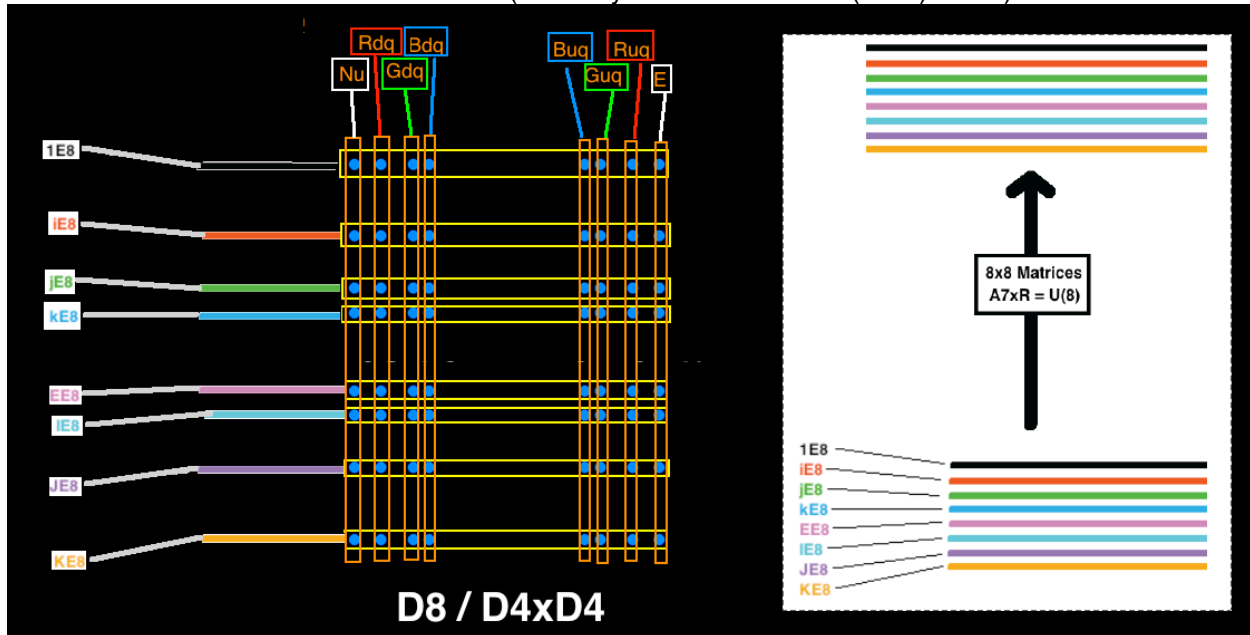 Rdq Bdq
Nu Gdq
Buq Ruq
Guq E
1E8
iE8
jE8
kE8
EE8
IE8
JE8
KE8
D8 / D4xD4
8x8 Matrices
A7xR = U(8)
1E8
iE8
jE8
kE8
EE8
IE8
JE8
KE8